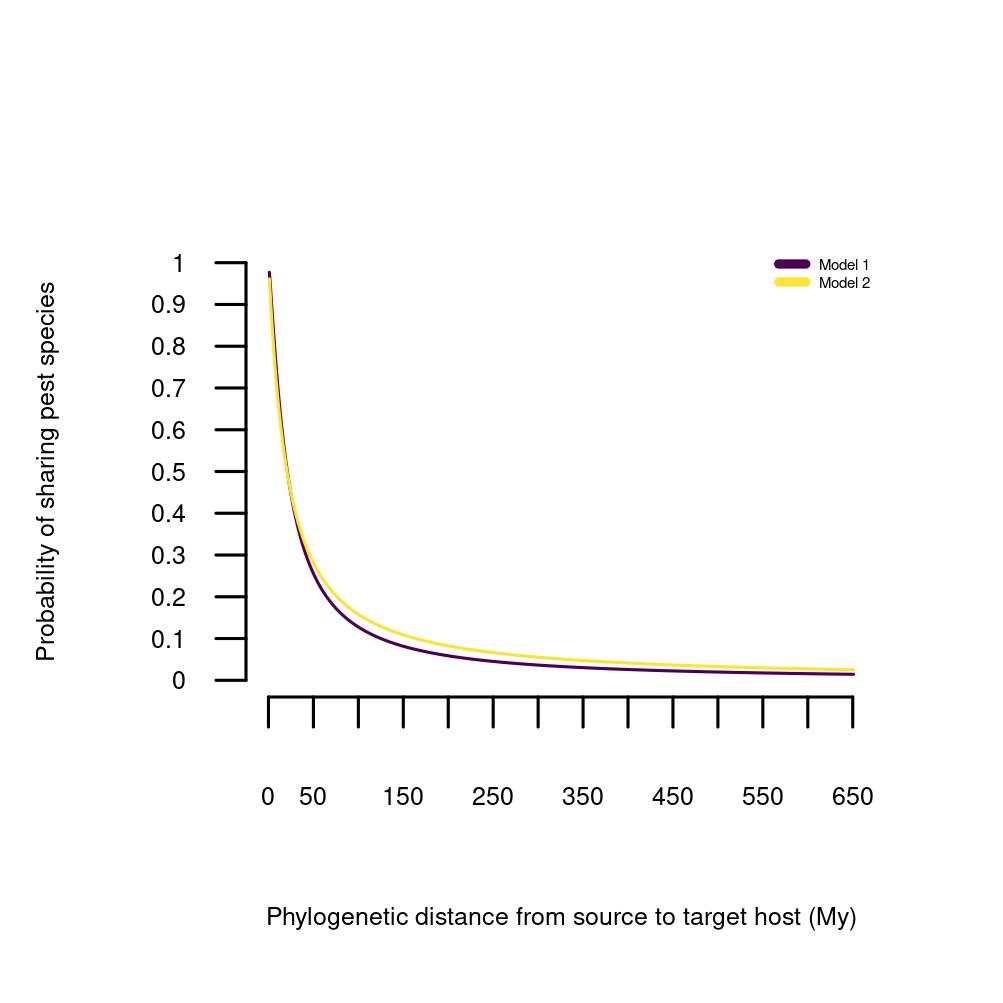 Model 1
Model 2
Probability of sharing pest species
1
0.9
0.8
0.7
0.6
0.5
0.4
0.3
0.2
0.1
0
0 50 150 250 350 450 550 650
Phylogenetic distance from source to target host (My)